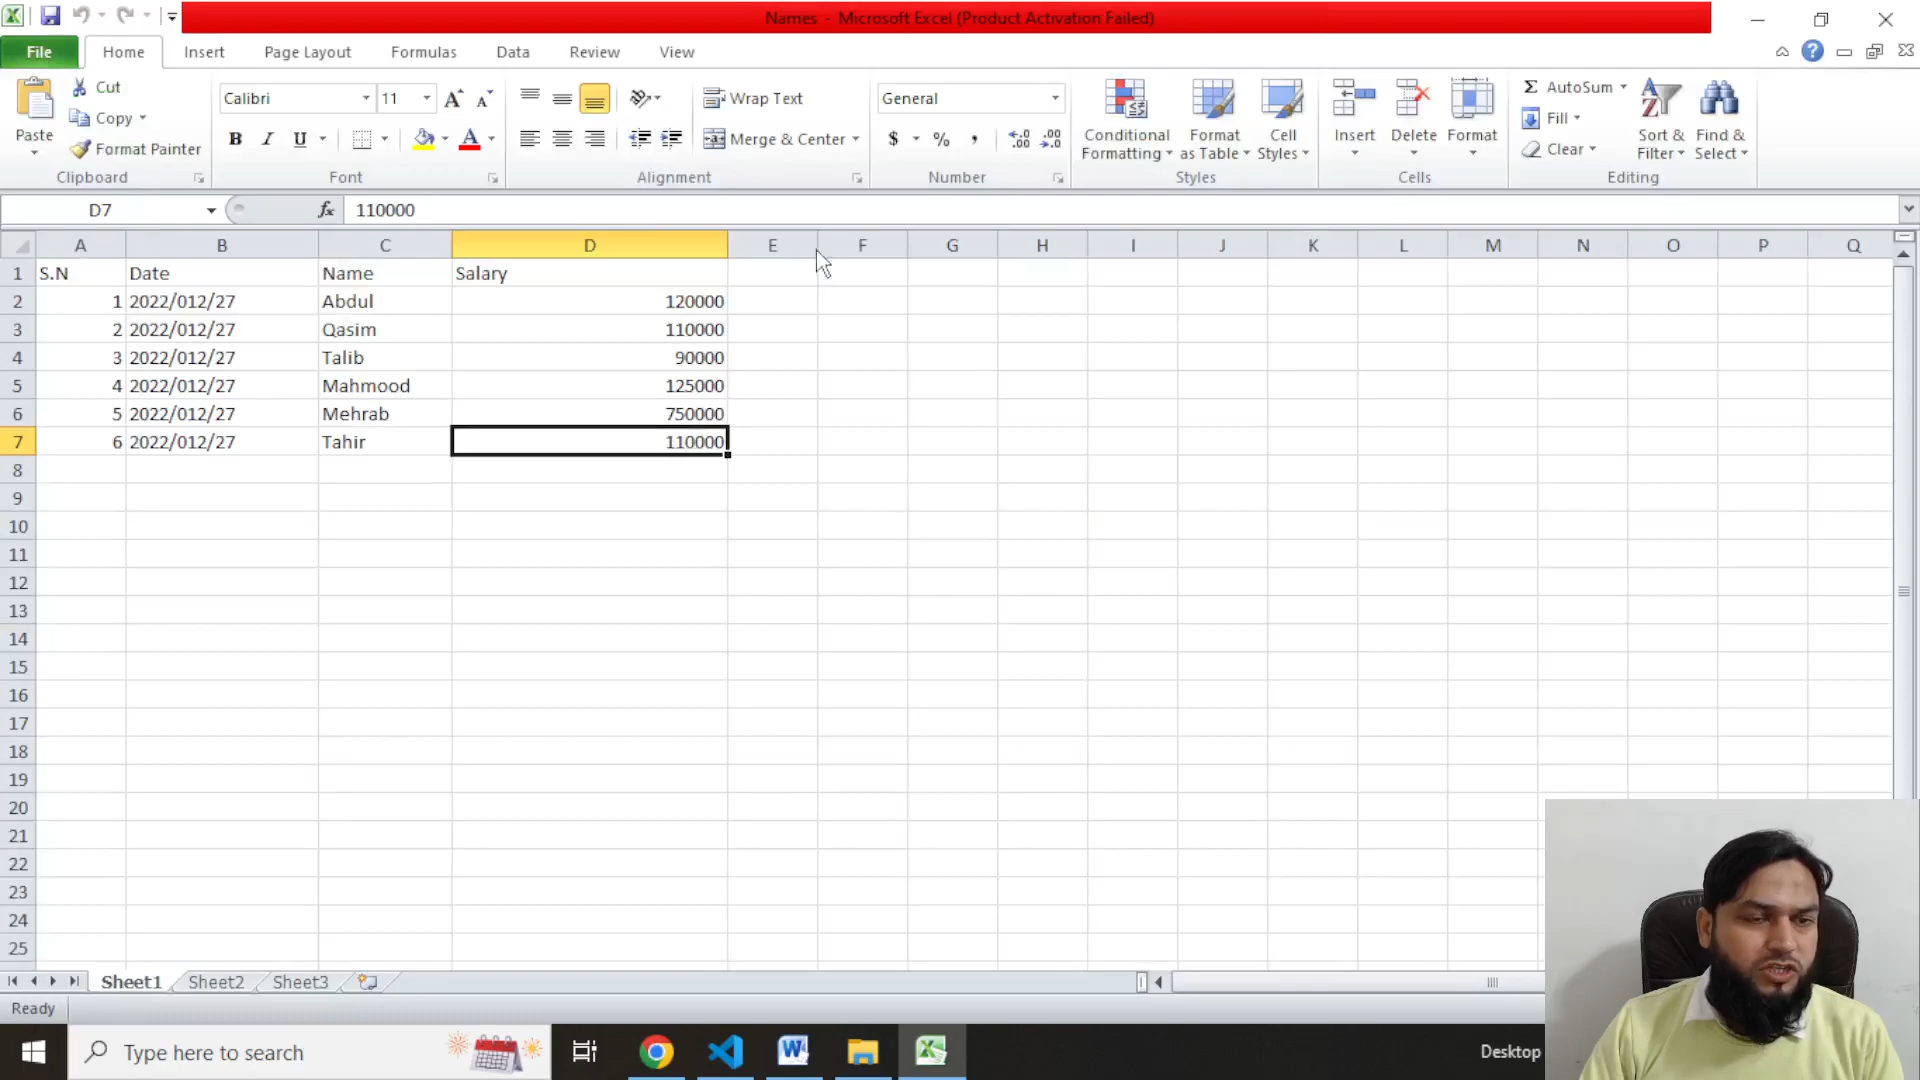 Names - Microsoft Excel (Product Activation Failed)
File Home Insert Page Layout Formulas Data Review View
Paste
Cut
Copy
Format Painter
Clipboard
Calibri 11
B I U
Font
Wrap Text
Merge & Center
Alignment
General
$ % ,
Number
Conditional Formatting
Format as Table
Cell Styles
Styles
Insert Delete Format
Cells
Σ AutoSum
Fill
Clear
Sort & Filter
Find & Select
Editing
D7 fx 110000
A B C D E F G H I J K L M N O P Q
1 S.N Date Name Salary
2 1 2022/012/27 Abdul 120000
3 2 2022/012/27 Qasim 110000
4 3 2022/012/27 Talib 90000
5 4 2022/012/27 Mahmood 125000
6 5 2022/012/27 Mehrab 750000
7 6 2022/012/27 Tahir 110000
8
9
10
11
12
13
14
15
16
17
18
19
20
21
22
23
24
25
Sheet1 Sheet2 Sheet3
Ready
Type here to search
Desktop